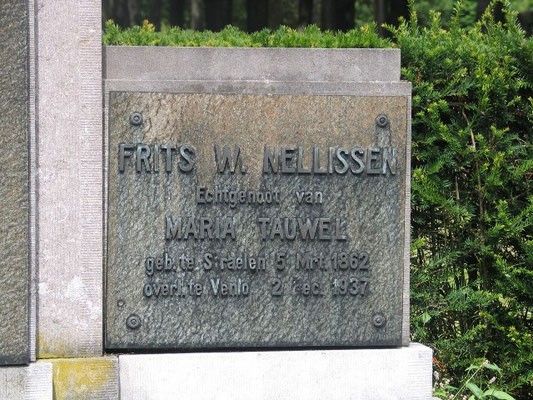 FRITS W. NELLISSEN
Echtgenoot van
MARIA TAUWEL
geb. te Straelen 5 Mrt. 1862
overl. te Venlo 2 Dec. 1937